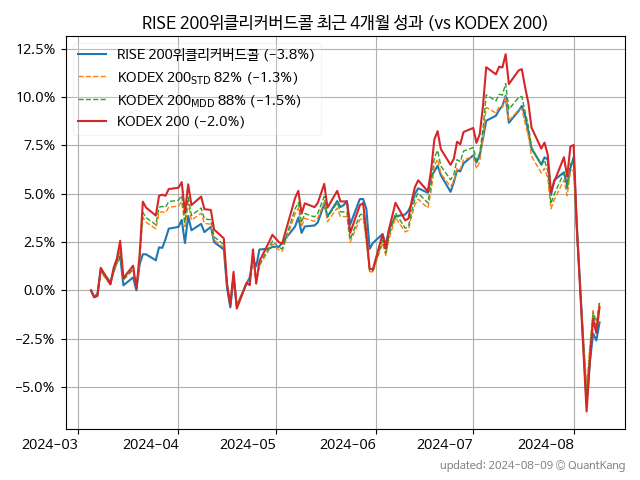 RISE 200위클리커버드콜 최근 4개월 성과 (vs KODEX 200)
RISE 200위클리커버드콜 (−3.8%)
KODEX 200STD 82% (−1.3%)
KODEX 200MDD 88% (−1.5%)
KODEX 200 (−2.0%)
12.5%
10.0%
7.5%
5.0%
2.5%
0.0%
−2.5%
−5.0%
2024-03 2024-04 2024-05 2024-06 2024-07 2024-08
updated: 2024-08-09 © QuantKang